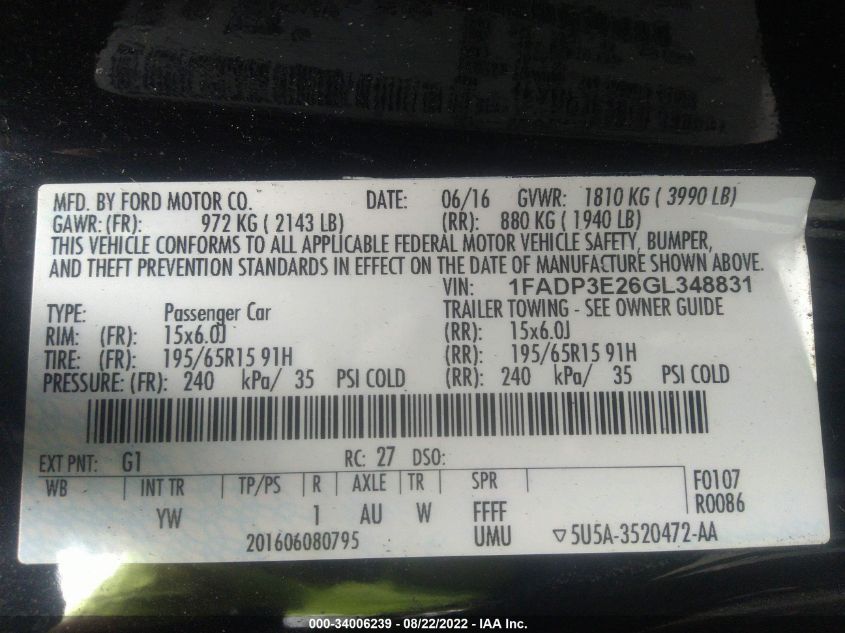 MFD. BY FORD MOTOR CO. DATE: 06/16 GVWR: 1810 KG ( 3990 LB)
GAWR: (FR): 972 KG ( 2143 LB) (RR): 880 KG ( 1940 LB)
THIS VEHICLE CONFORMS TO ALL APPLICABLE FEDERAL MOTOR VEHICLE SAFETY, BUMPER,
AND THEFT PREVENTION STANDARDS IN EFFECT ON THE DATE OF MANUFACTURE SHOWN ABOVE.
VIN: 1FADP3E26GL348831
TYPE: Passenger Car TRAILER TOWING - SEE OWNER GUIDE
RIM: (FR): 15x6.0J (RR): 15x6.0J
TIRE: (FR): 195/65R15 91H (RR): 195/65R15 91H
PRESSURE: (FR): 240 kPa/ 35 PSI COLD (RR): 240 kPa/ 35 PSI COLD
EXT PNT: G1 RC: 27 DSO:
WB INT TR TP/PS R AXLE TR SPR F0107
YW 1 AU W FFFF R0086
201606080795 UMU ▽5U5A-3520472-AA
000-34006239 - 08/22/2022 - IAA Inc.